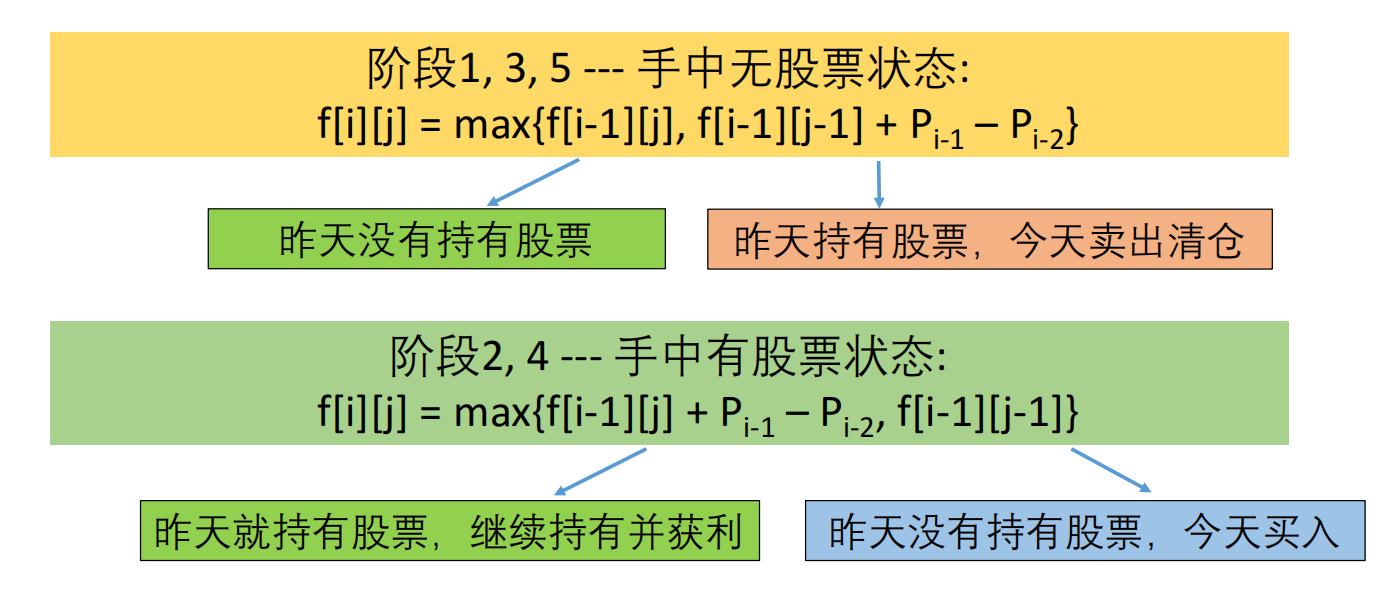 阶段1, 3, 5 --- 手中无股票状态:
f[i][j] = max{f[i-1][j], f[i-1][j-1] + Pi-1 – Pi-2}
昨天没有持有股票
昨天持有股票，今天卖出清仓
阶段2, 4 --- 手中有股票状态:
f[i][j] = max{f[i-1][j] + Pi-1 – Pi-2, f[i-1][j-1]}
昨天就持有股票，继续持有并获利
昨天没有持有股票，今天买入